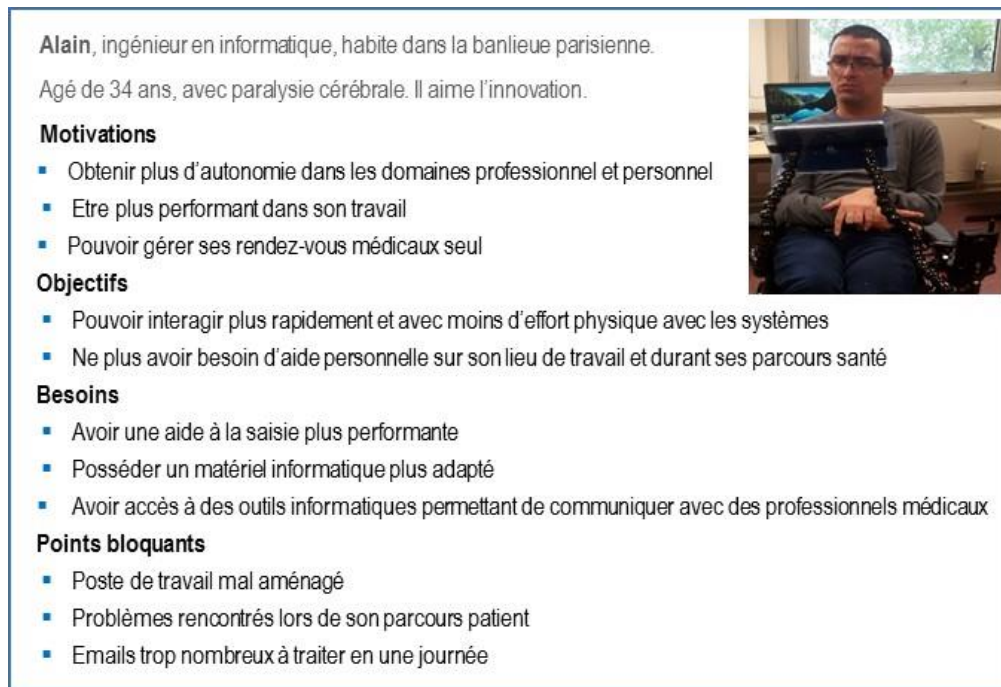 Alain, ingénieur en informatique, habite dans la banlieue parisienne.
Agé de 34 ans, avec paralysie cérébrale. Il aime l'innovation.
Motivations
▪ Obtenir plus d'autonomie dans les domaines professionnel et personnel
▪ Etre plus performant dans son travail
▪ Pouvoir gérer ses rendez-vous médicaux seul
Objectifs
▪ Pouvoir interagir plus rapidement et avec moins d'effort physique avec les systèmes
▪ Ne plus avoir besoin d'aide personnelle sur son lieu de travail et durant ses parcours santé
Besoins
▪ Avoir une aide à la saisie plus performante
▪ Posséder un matériel informatique plus adapté
▪ Avoir accès à des outils informatiques permettant de communiquer avec des professionnels médicaux
Points bloquants
▪ Poste de travail mal aménagé
▪ Problèmes rencontrés lors de son parcours patient
▪ Emails trop nombreux à traiter en une journée